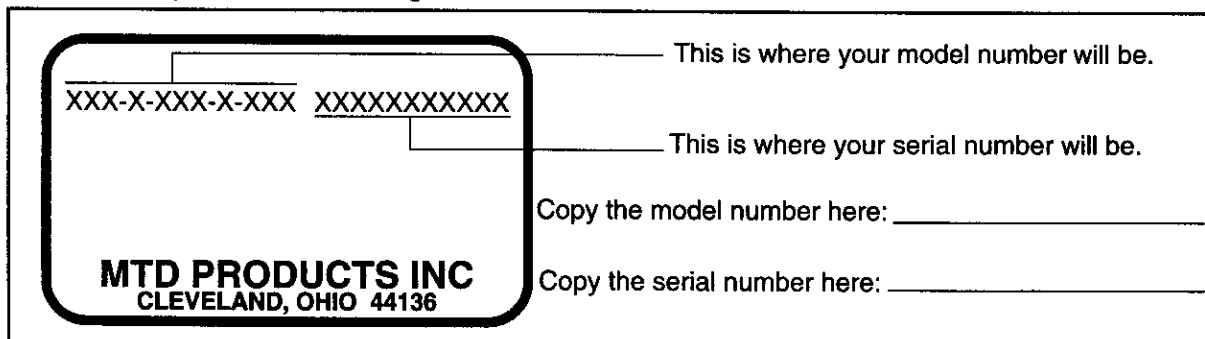 This is where your model number will be.
XXX-X-XXX-X-XXX XXXXXXXXXXX
This is where your serial number will be.
Copy the model number here:
Copy the serial number here:
MTD PRODUCTS INC
CLEVELAND, OHIO 44136